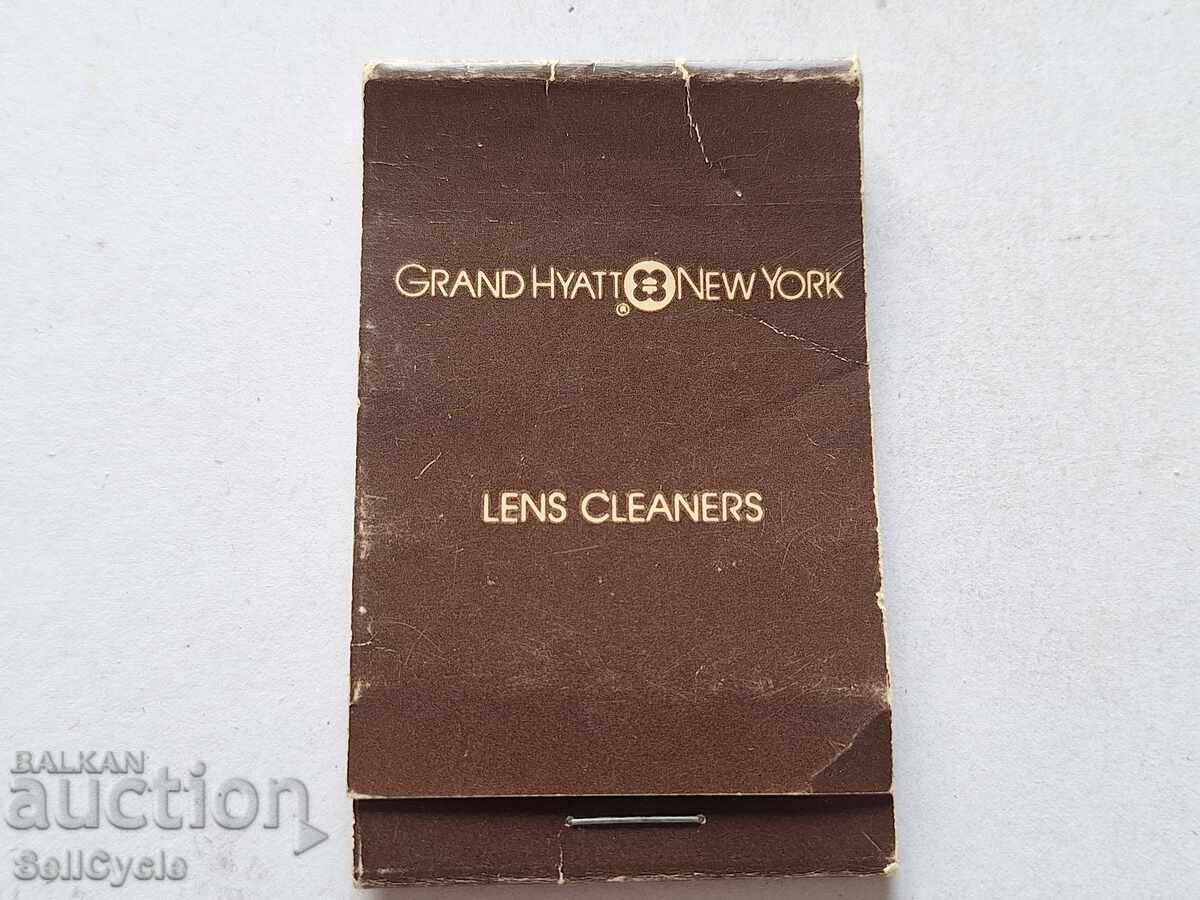 GRAND HYATT NEW YORK
®
LENS CLEANERS
BALKAN
auction
SellCycle